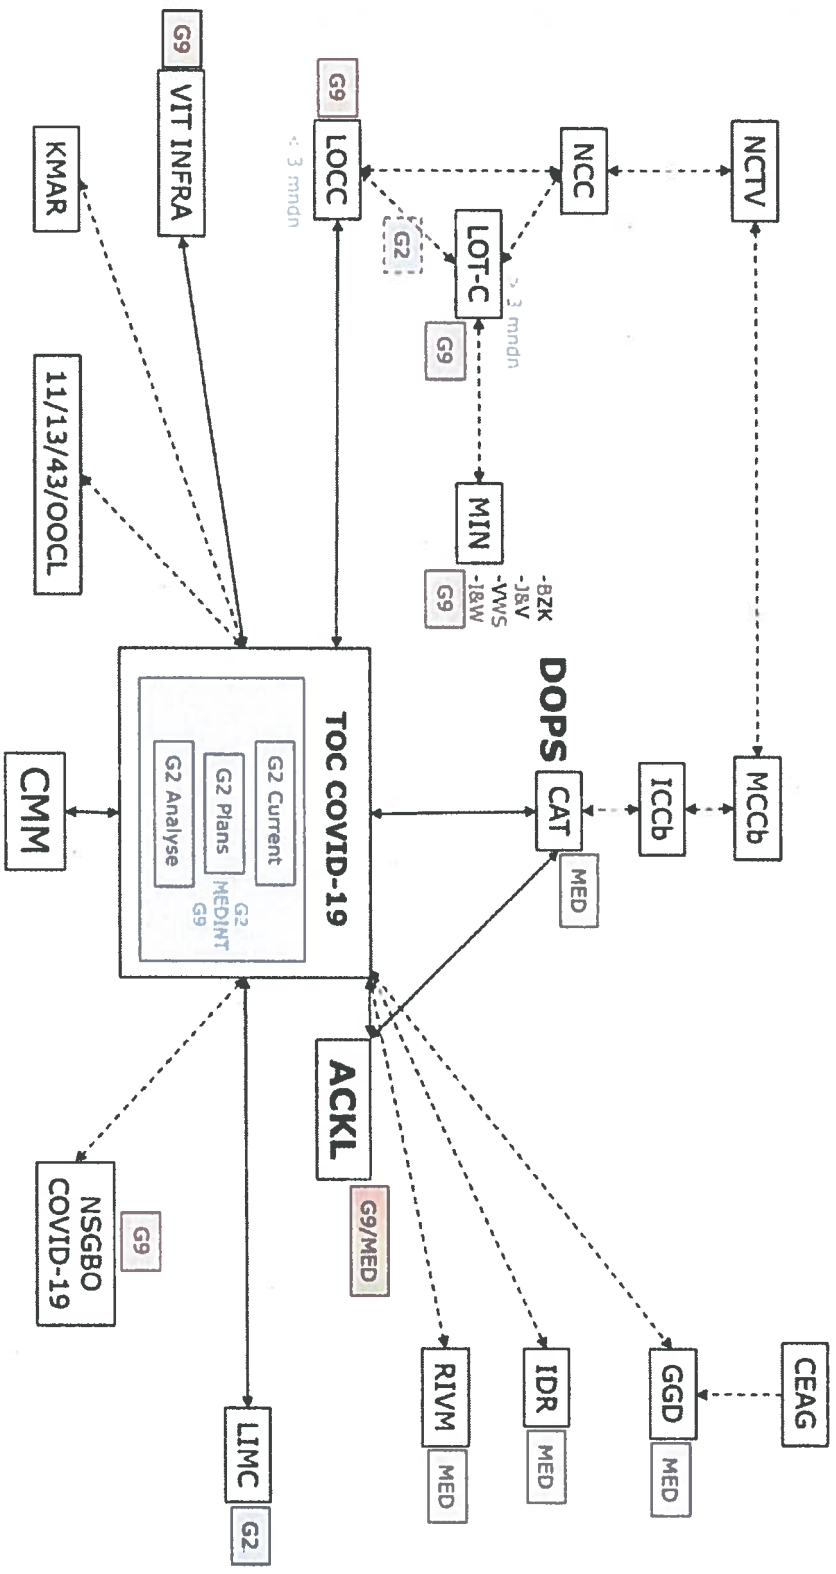 NCTV
MCCb
CEAG
NCC
ICCb
GGD
MED
LOT-C
> 3 mndn
G9
MIN
-BZK
-J&V
-VWS
-I&W
G9
DOPS
CAT
MED
IDR
MED
G2
G9
LOCC
< 3 mndn
RIVM
MED
ACKL
G9/MED
TOC COVID-19
G2 Current
G2 Plans
G2 Analyse
G2
MEDINT
G9
G9
VIT INFRA
LIMC
G2
KMAR
11/13/43/OOCL
CMM
G9
NSGBO
COVID-19